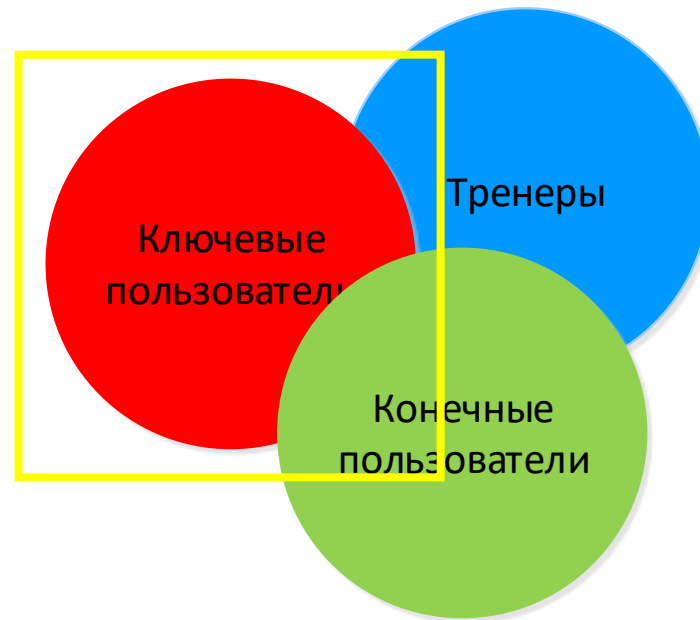 Тренеры
Ключевые
пользователи
Конечные
пользователи